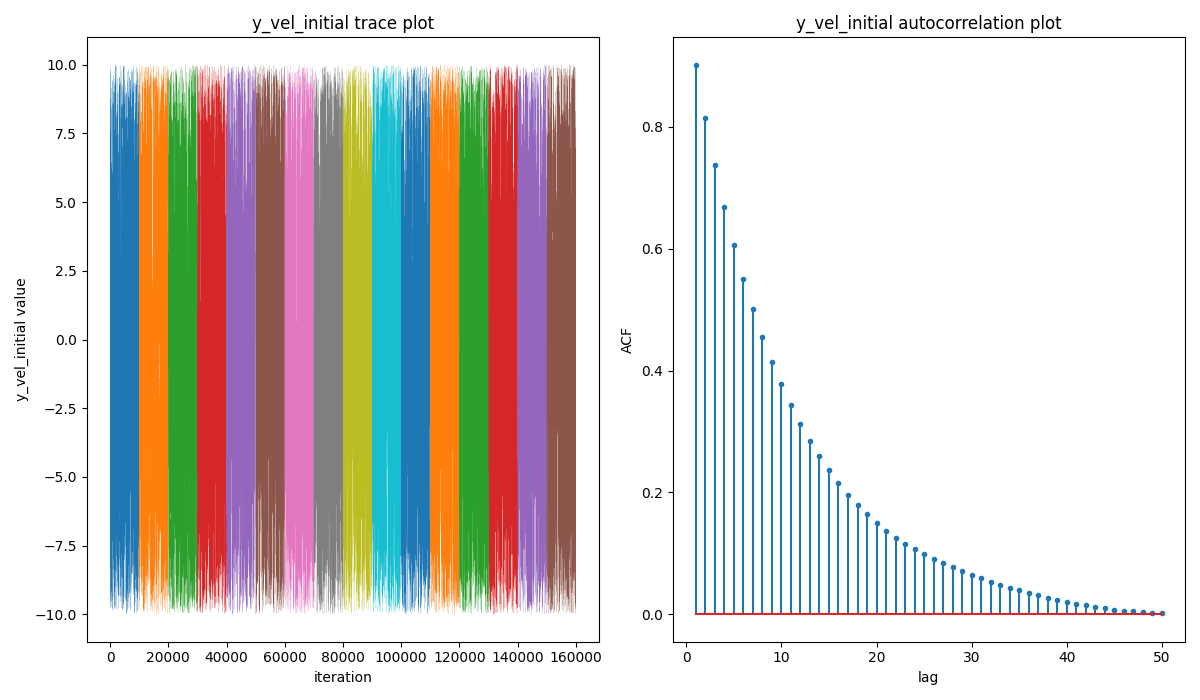 y_vel_initial trace plot
10.0
7.5
5.0
2.5
0.0
−2.5
−5.0
−7.5
−10.0
y_vel_initial value
0 20000 40000 60000 80000 100000 120000 140000 160000
iteration
y_vel_initial autocorrelation plot
0.8
0.6
0.4
0.2
0.0
ACF
0 10 20 30 40 50
lag